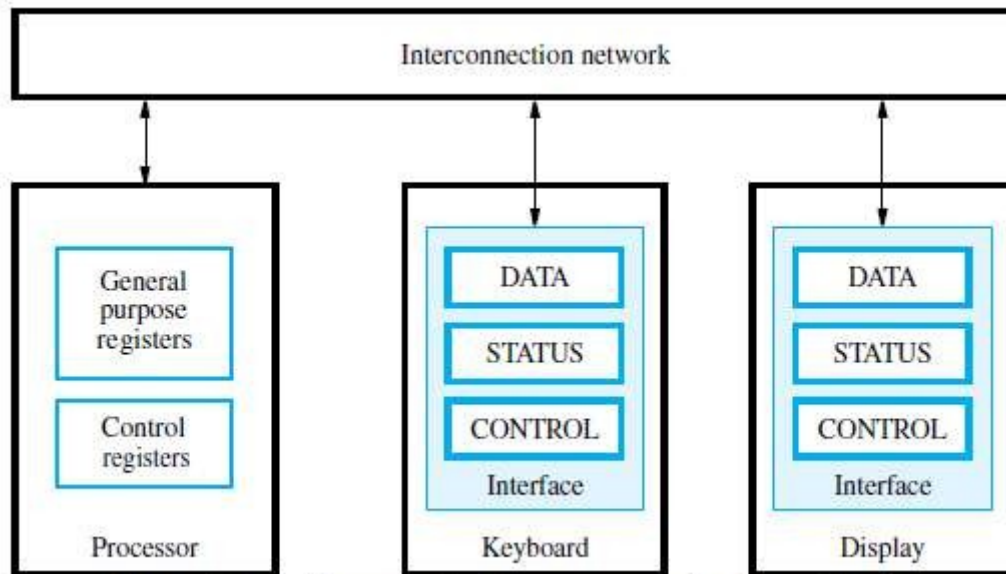 Interconnection network
General
purpose
registers
Control
registers
Processor
DATA
STATUS
CONTROL
Interface
Keyboard
DATA
STATUS
CONTROL
Interface
Display